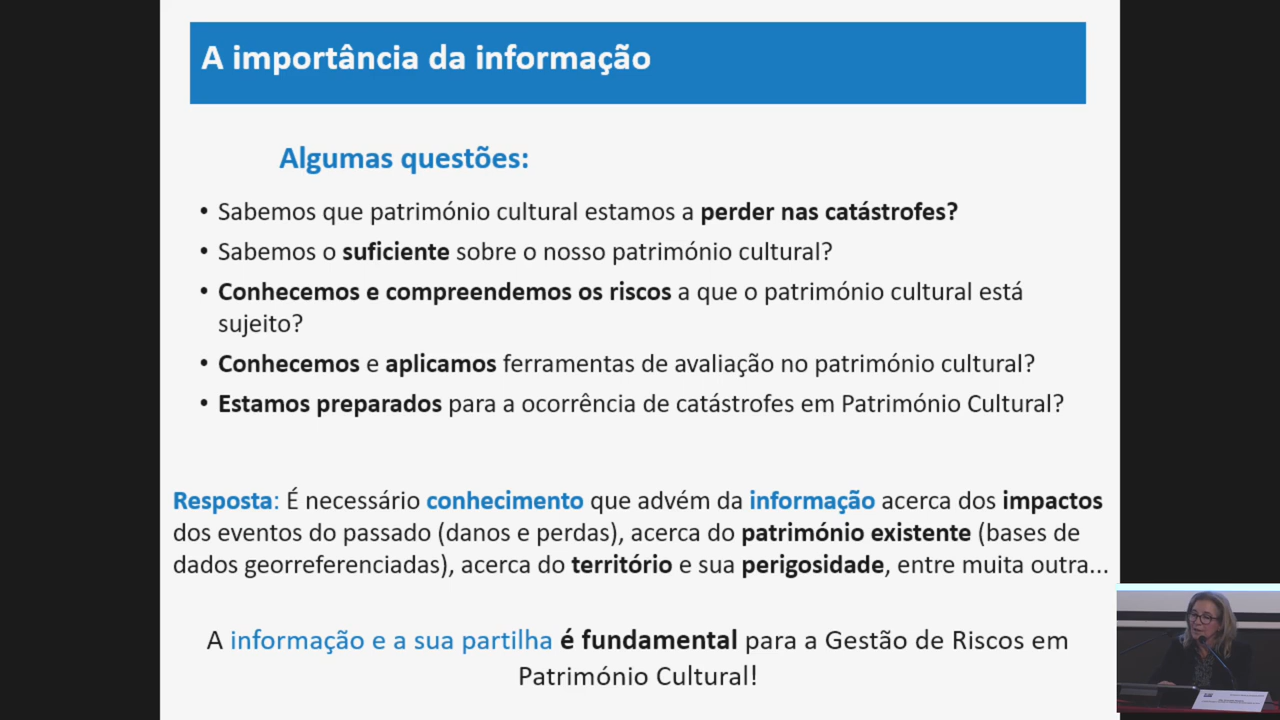 A importância da informação
Algumas questões:
• Sabemos que património cultural estamos a perder nas catástrofes?
• Sabemos o suficiente sobre o nosso património cultural?
• Conhecemos e compreendemos os riscos a que o património cultural está
sujeito?
• Conhecemos e aplicamos ferramentas de avaliação no património cultural?
• Estamos preparados para a ocorrência de catástrofes em Património Cultural?
Resposta: É necessário conhecimento que advém da informação acerca dos impactos
dos eventos do passado (danos e perdas), acerca do património existente (bases de
dados georreferenciadas), acerca do território e sua perigosidade, entre muita outra...
A informação e a sua partilha é fundamental para a Gestão de Riscos em
Património Cultural!